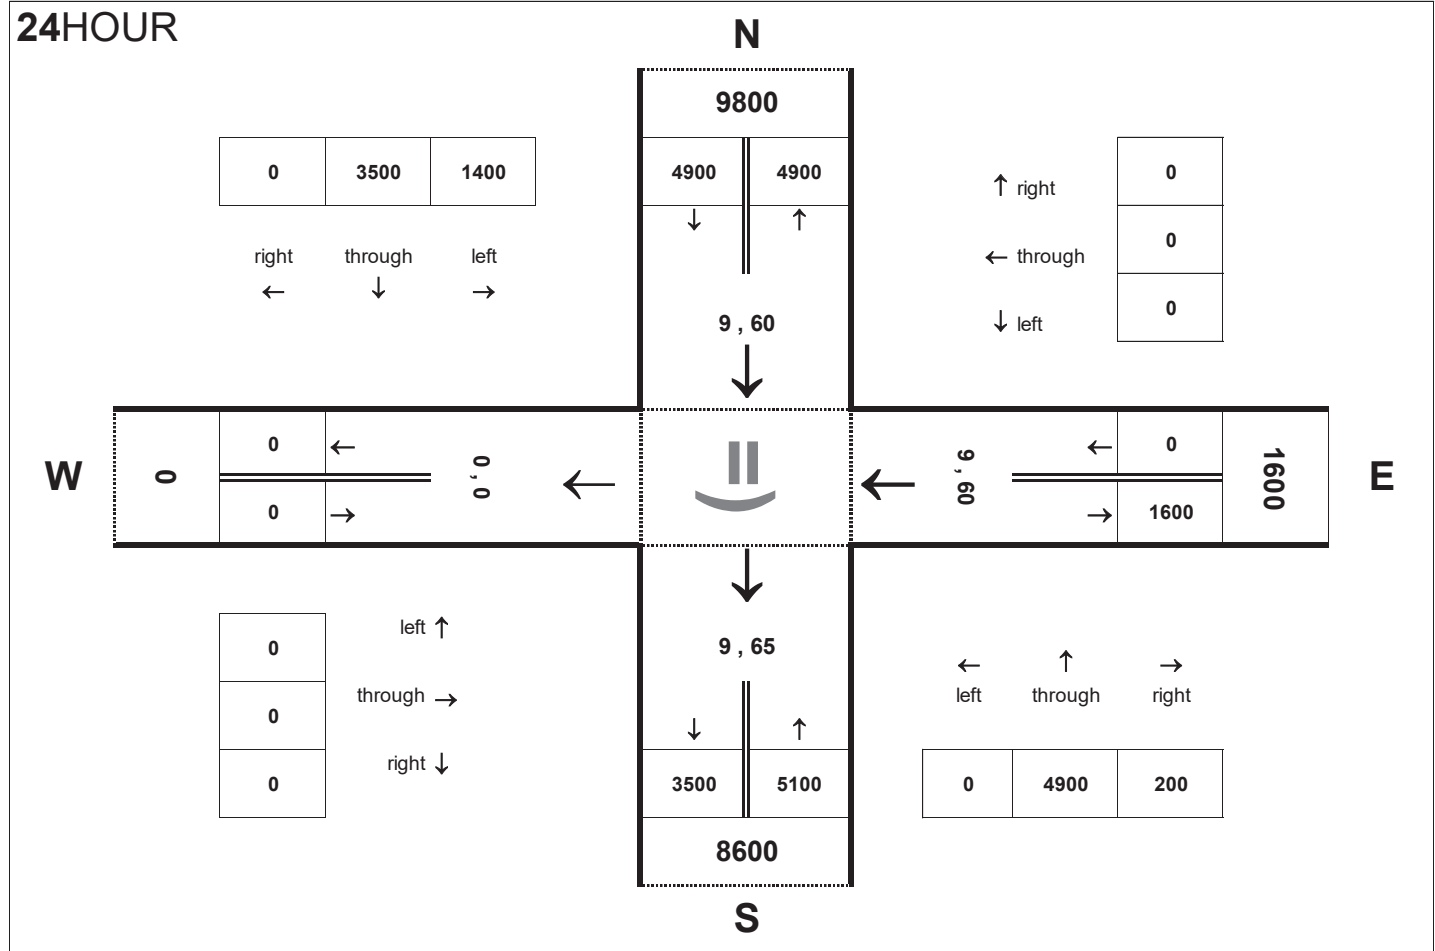 24HOUR
N
9800
0 3500 1400
4900 4900
0
↓ ↑
↑ right
right through left
← ↓ →
← through
0
↓ left
0
9 , 60
↓
W
0
0 ←
0 →
0 , 0
←
=)
←
9 , 60
← 0
→ 1600
1600
E
↓
0
left ↑
9 , 65
0
through →
← ↑ →
left through right
↓ ↑
0
right ↓
3500 5100
0 4900 200
8600
S